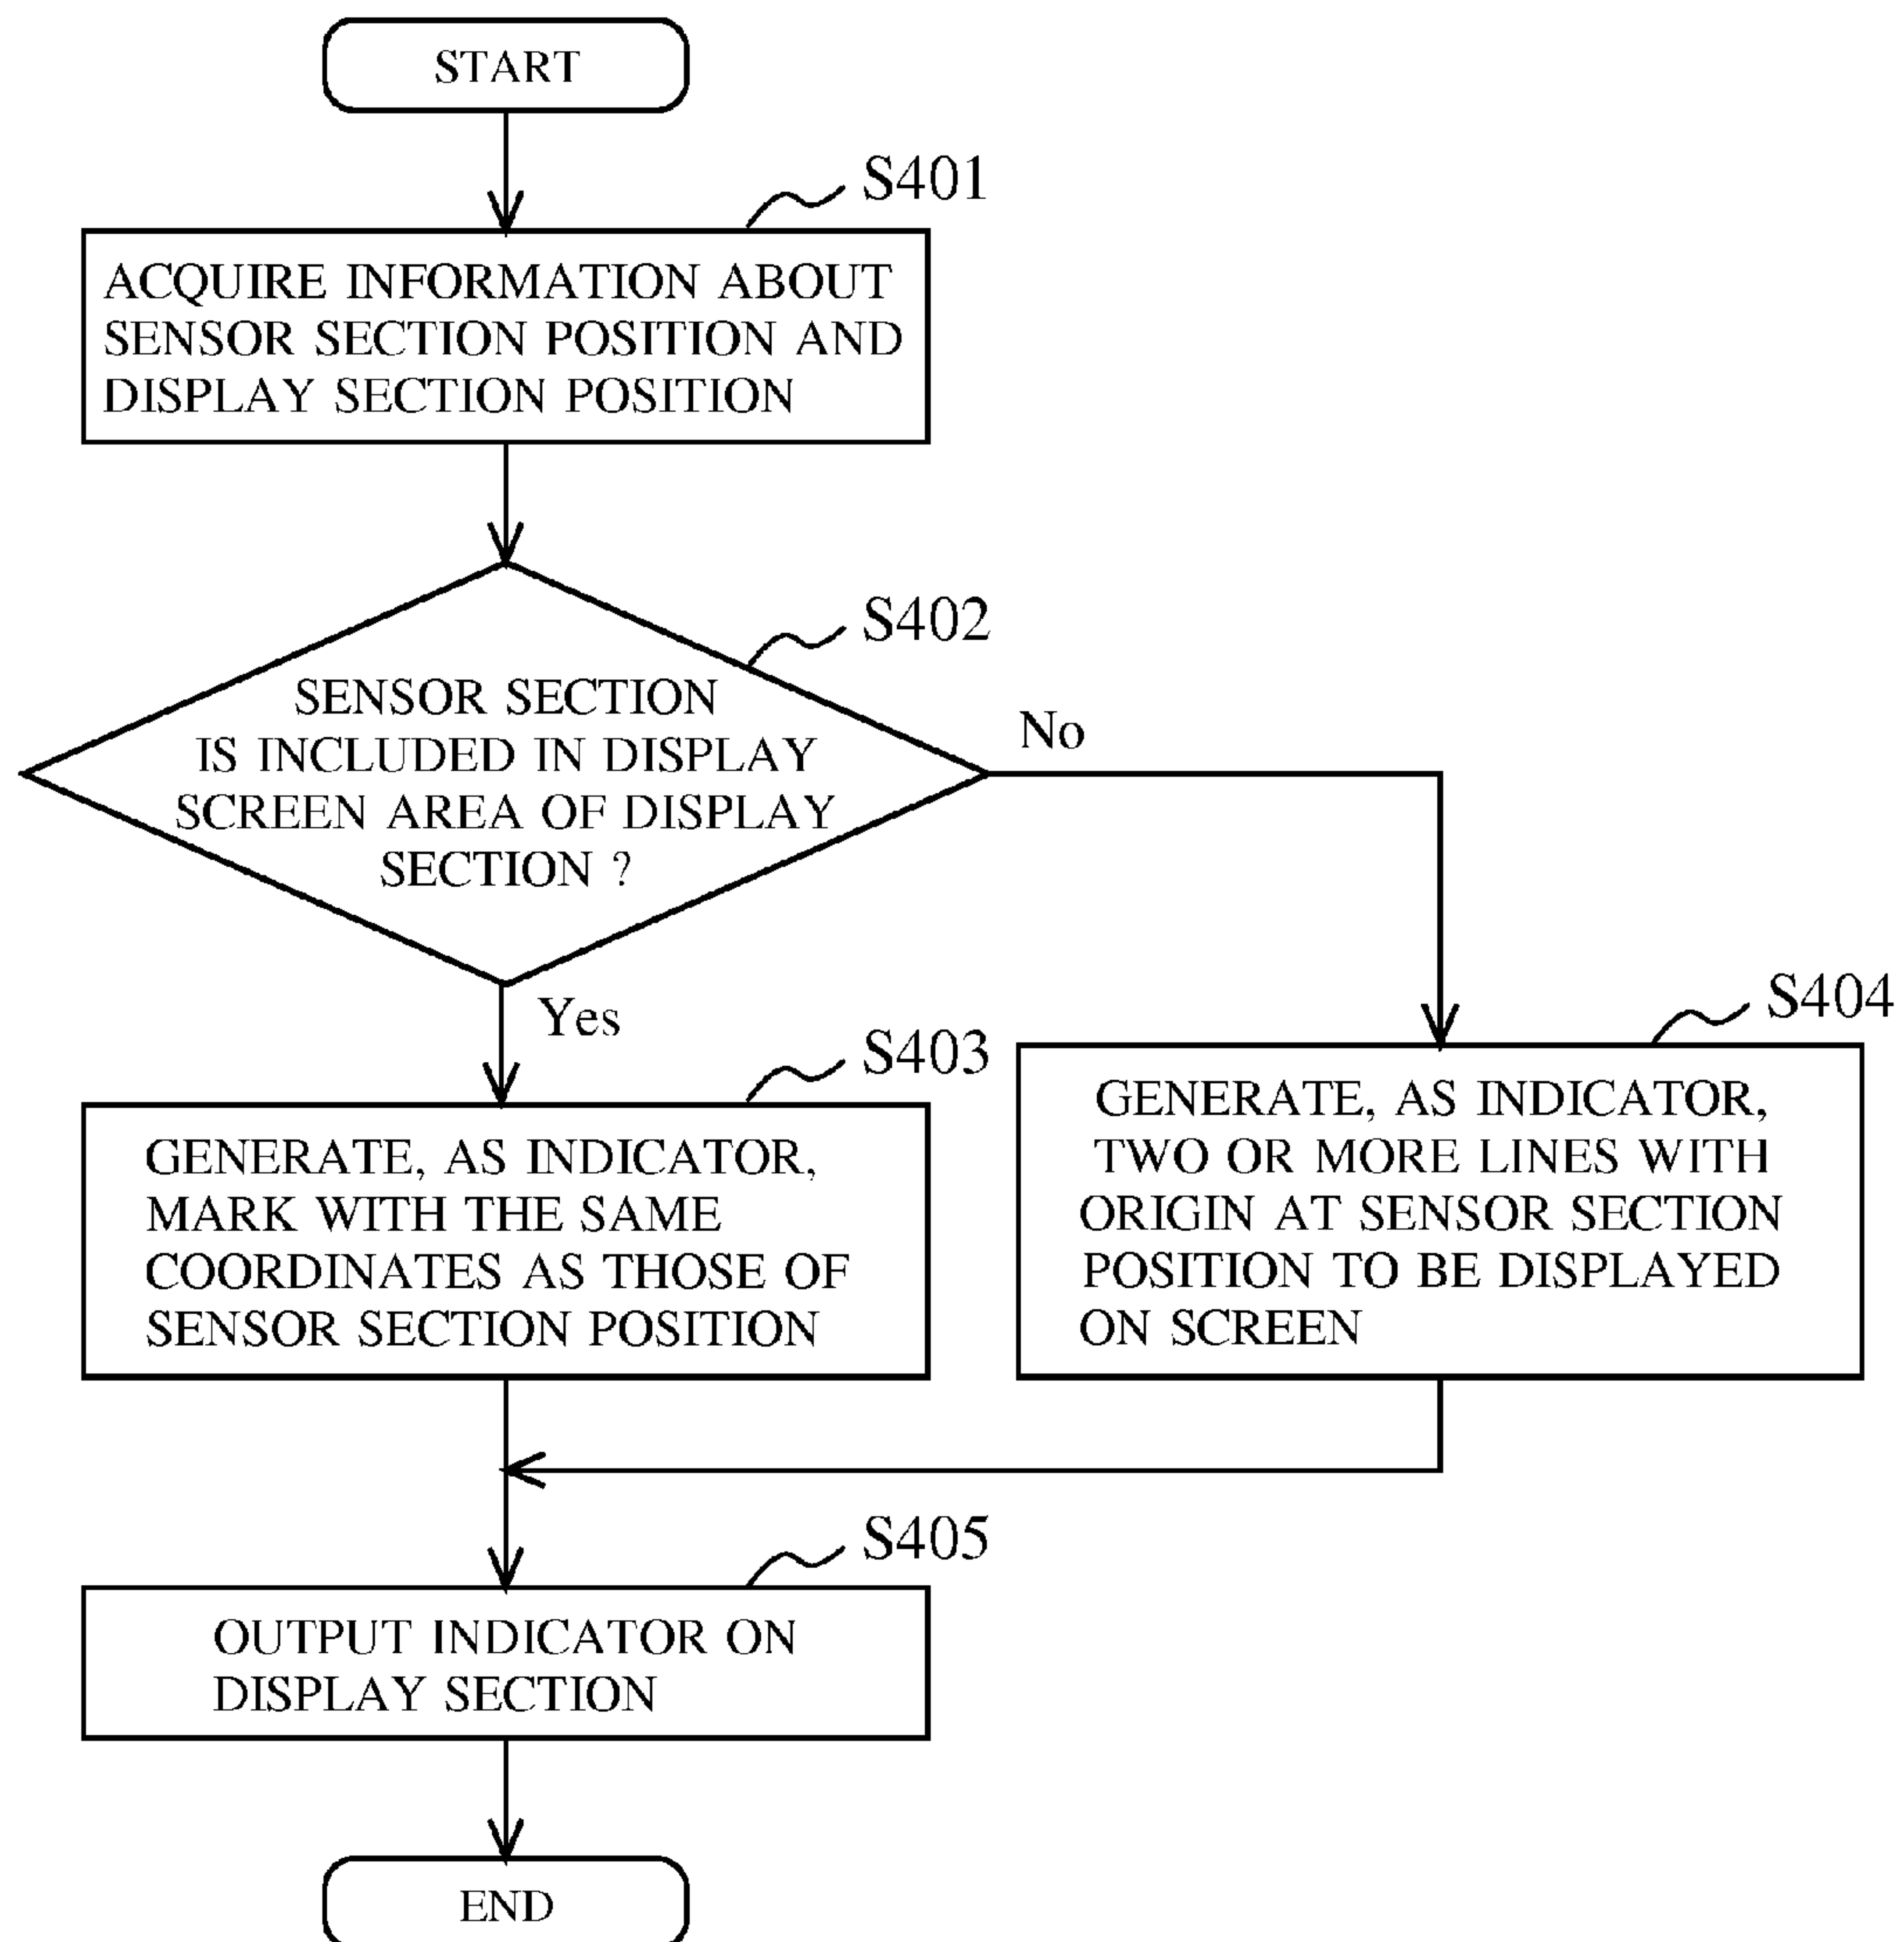 START
S401
ACQUIRE INFORMATION ABOUT
SENSOR SECTION POSITION AND
DISPLAY SECTION POSITION
S402
SENSOR SECTION
IS INCLUDED IN DISPLAY
SCREEN AREA OF DISPLAY
SECTION ?
No
Yes
S403
GENERATE, AS INDICATOR,
MARK WITH THE SAME
COORDINATES AS THOSE OF
SENSOR SECTION POSITION
S404
GENERATE, AS INDICATOR,
TWO OR MORE LINES WITH
ORIGIN AT SENSOR SECTION
POSITION TO BE DISPLAYED
ON SCREEN
S405
OUTPUT INDICATOR ON
DISPLAY SECTION
END